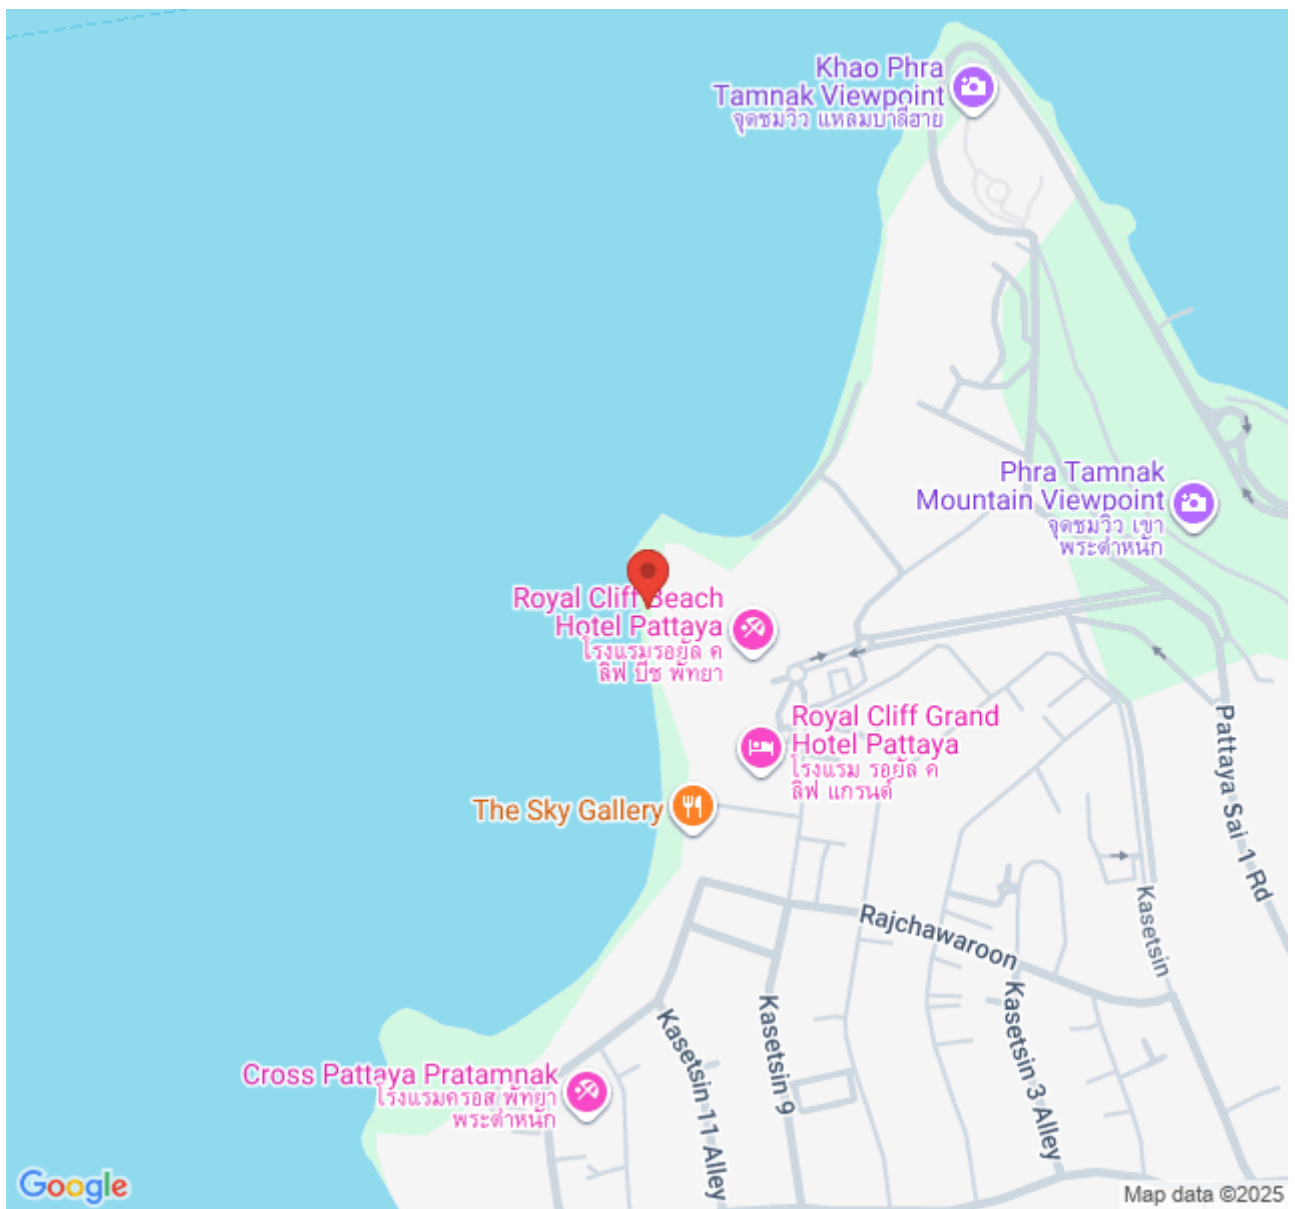 Khao Phra
Tamnak Viewpoint
จุดชมวิว แหลมบาลีฮาย
Phra Tamnak
Mountain Viewpoint
จุดชมวิว เขา
พระตำหนัก
Royal Cliff Beach
Hotel Pattaya
โรงแรมรอยัล ค
ลิฟ บีช พัทยา
Royal Cliff Grand
Hotel Pattaya
โรงแรม รอยัล ค
ลิฟ แกรนด์
The Sky Gallery
Pattaya Sai 1 Rd
Rajchawaroon
Kasetsin
Kasetsin 11 Alley
Kasetsin 9
Kasetsin 3 Alley
Cross Pattaya Pratamnak
โรงแรมครอส พัทยา
พระตำหนัก
Google
Map data ©2025